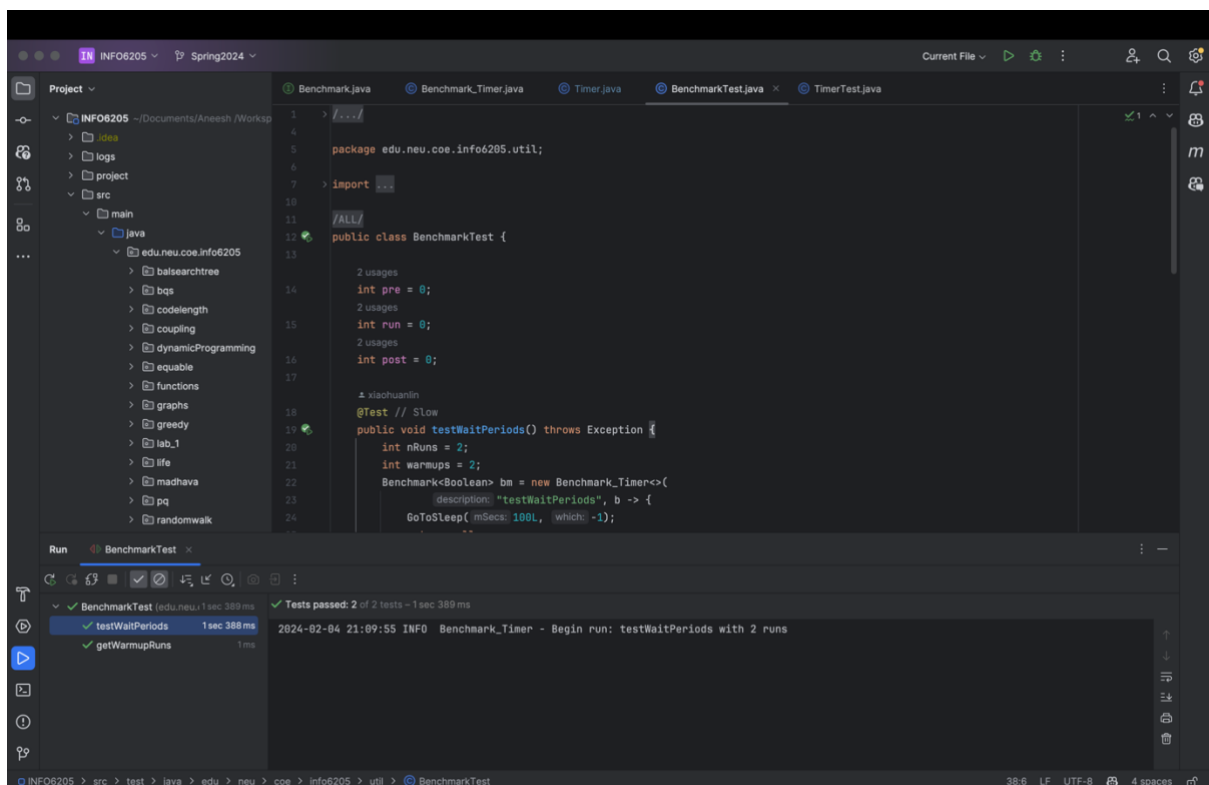 IN INFO6205 Spring2024 Current File
Project
Benchmark.java Benchmark_Timer.java Timer.java BenchmarkTest.java TimerTest.java
INFO6205 ~/Documents/Aneesh /Worksp
.idea
logs
project
src
main
java
edu.neu.coe.info6205
balsearchtree
bqs
codelength
coupling
dynamicProgramming
equable
functions
graphs
greedy
lab_1
life
madhava
pq
randomwalk
1 /.../
4
5 package edu.neu.coe.info6205.util;
6
7 import ...
10
11 /ALL/
12 public class BenchmarkTest {
13
2 usages
14 int pre = 0;
2 usages
15 int run = 0;
2 usages
16 int post = 0;
17
xiaohuanlin
18 @Test // Slow
19 public void testWaitPeriods() throws Exception {
20 int nRuns = 2;
21 int warmups = 2;
22 Benchmark<Boolean> bm = new Benchmark_Timer<>(
23 description: "testWaitPeriods", b -> {
24 GoToSleep( mSecs: 100L, which: -1);
1
m
Run BenchmarkTest
BenchmarkTest (edu.neu. 1 sec 389 ms
testWaitPeriods 1 sec 388 ms
getWarmupRuns 1 ms
Tests passed: 2 of 2 tests – 1 sec 389 ms
2024-02-04 21:09:55 INFO Benchmark_Timer - Begin run: testWaitPeriods with 2 runs
INFO6205 > src > test > java > edu > neu > coe > info6205 > util > BenchmarkTest 38:6 LF UTF-8 4 spaces